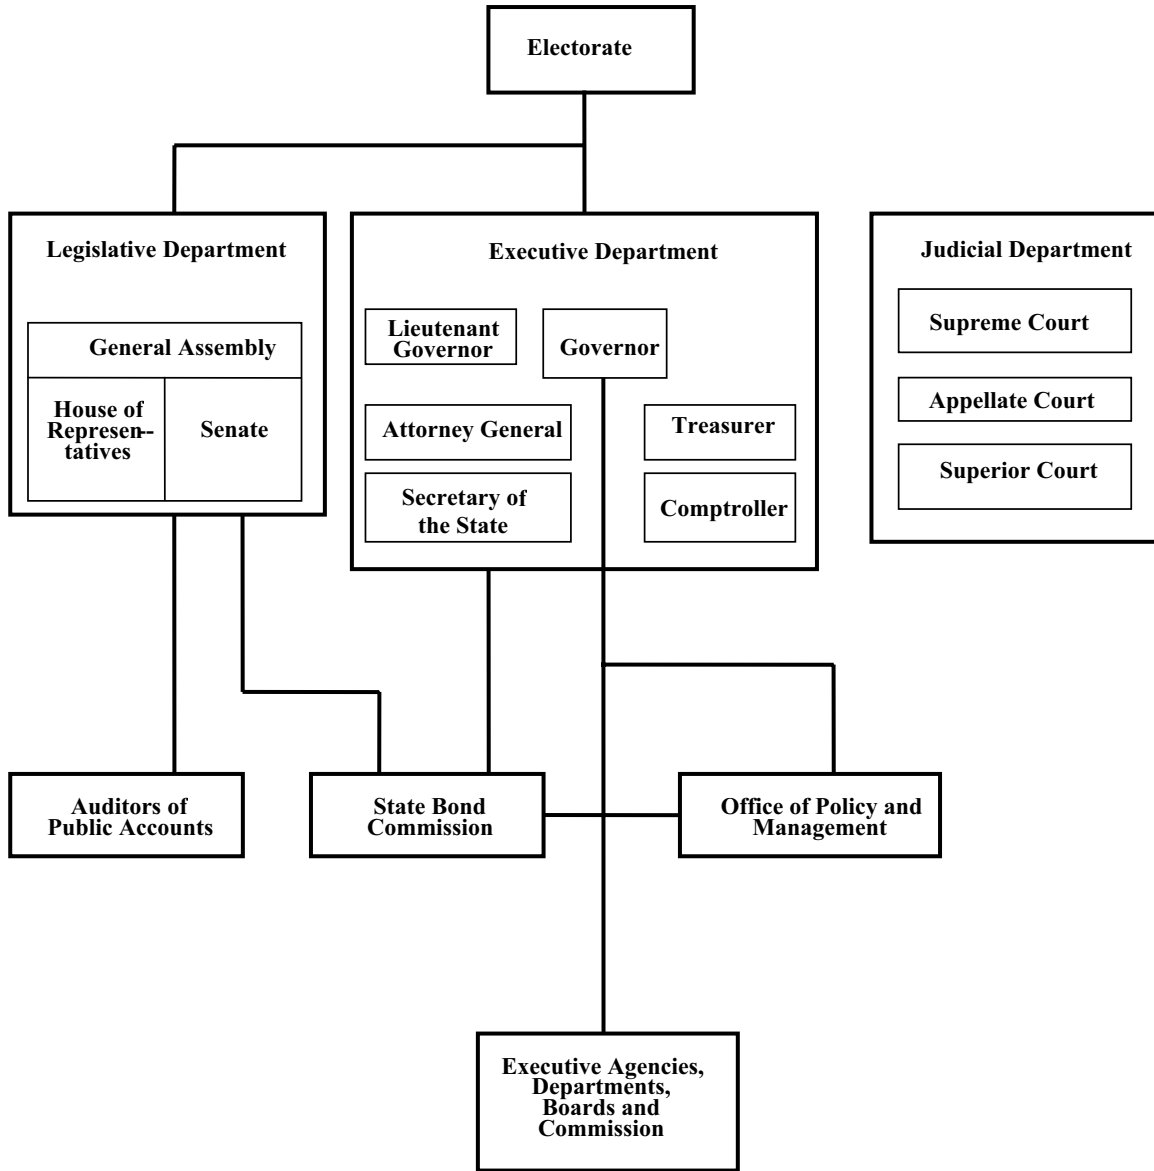 Electorate
Legislative Department
General Assembly
House of
Represen--
tatives
Senate
Executive Department
Lieutenant
Governor
Governor
Attorney General
Treasurer
Secretary of
the State
Comptroller
Judicial Department
Supreme Court
Appellate Court
Superior Court
Auditors of
Public Accounts
State Bond
Commission
Office of Policy and
Management
Executive Agencies,
Departments,
Boards and
Commission